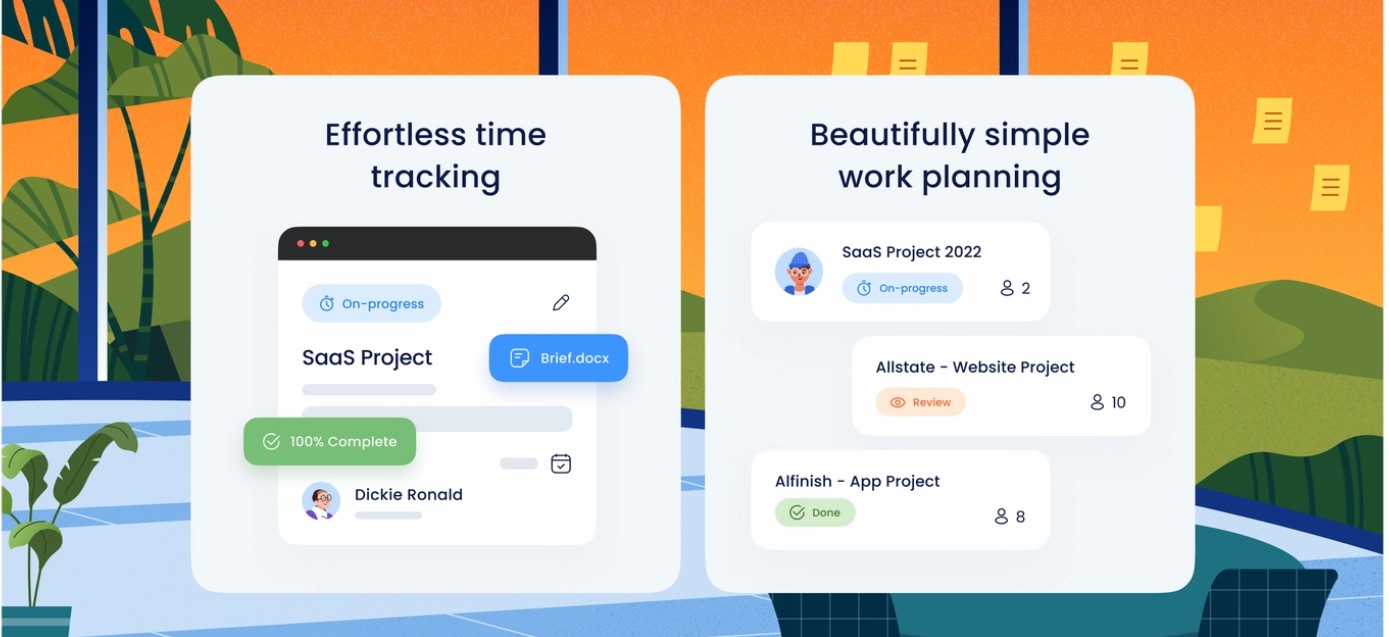 Effortless time
tracking
On-progress
SaaS Project
Brief.docx
100% Complete
Dickie Ronald
Beautifully simple
work planning
SaaS Project 2022
On-progress
2
Allstate - Website Project
Review
10
Alfinish - App Project
Done
8